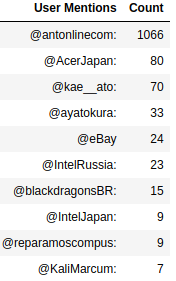 User Mentions Count
@antonlinecom: 1066
@AcerJapan: 80
@kae__ato: 70
@ayatokura: 33
@eBay 24
@IntelRussia: 23
@blackdragonsBR: 15
@IntelJapan: 9
@reparamoscompus: 9
@KaliMarcum: 7